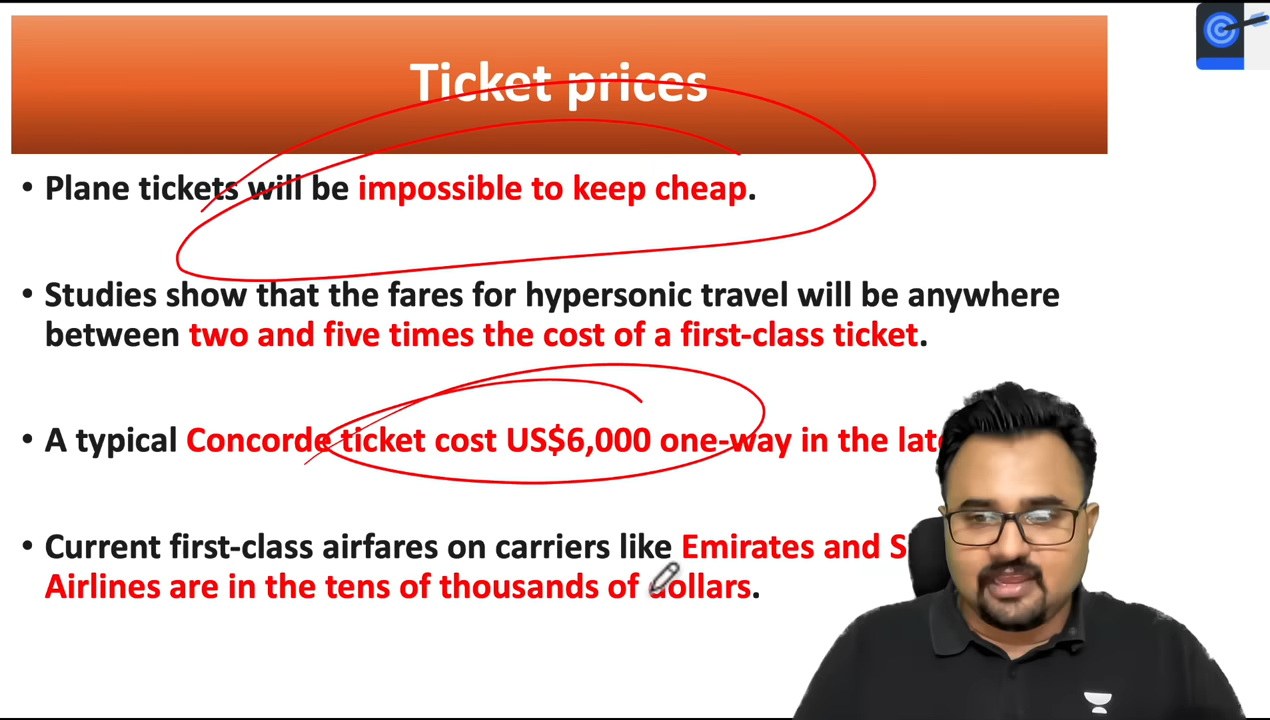 Ticket prices
• Plane tickets will be impossible to keep cheap.
• Studies show that the fares for hypersonic travel will be anywhere
between two and five times the cost of a first-class ticket.
• A typical Concorde ticket cost US$6,000 one-way in the late
• Current first-class airfares on carriers like Emirates and
Airlines are in the tens of thousands of dollars.